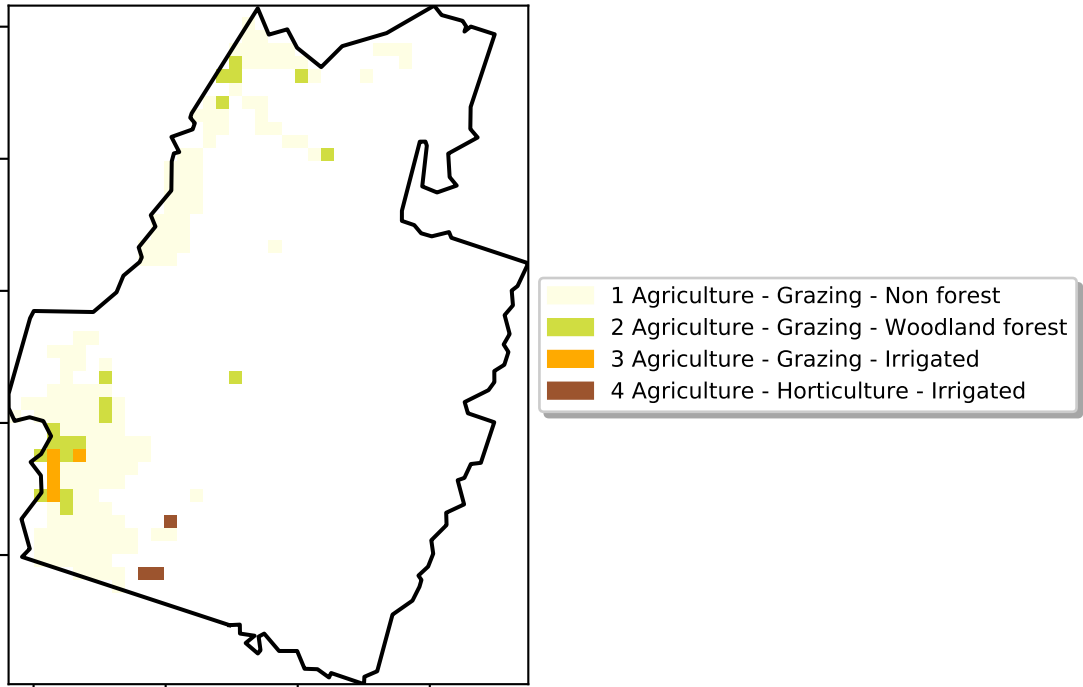 1 Agriculture - Grazing - Non forest
2 Agriculture - Grazing - Woodland forest
3 Agriculture - Grazing - Irrigated
4 Agriculture - Horticulture - Irrigated